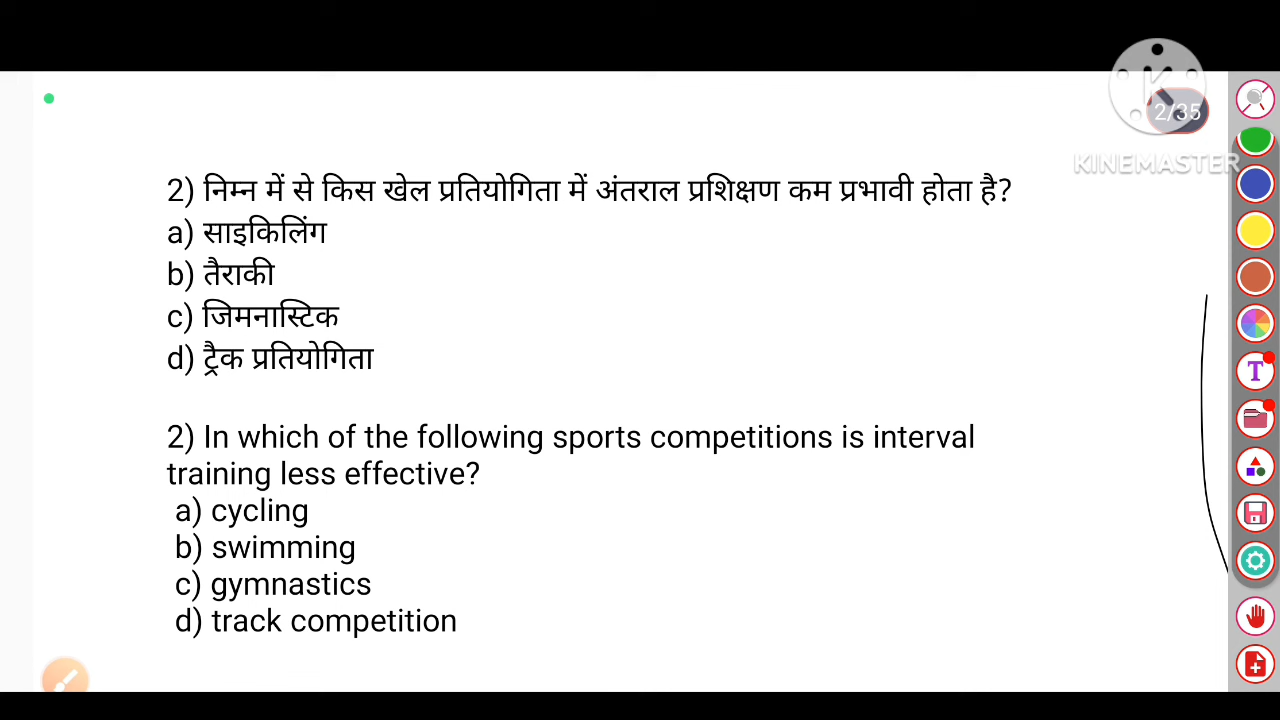 2/35
KINEMASTER
2) निम्न में से किस खेल प्रतियोगिता में अंतराल प्रशिक्षण कम प्रभावी होता है?
a) साइकिलिंग
b) तैराकी
c) जिमनास्टिक
d) ट्रैक प्रतियोगिता
2) In which of the following sports competitions is interval
training less effective?
a) cycling
b) swimming
c) gymnastics
d) track competition
T